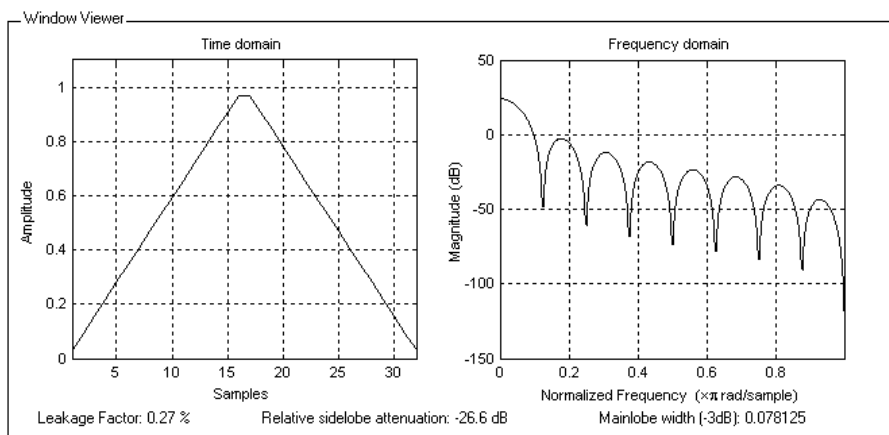 Window Viewer
Time domain
1
0.8
0.6
0.4
0.2
0
Amplitude
5 10 15 20 25 30
Samples
Frequency domain
50
0
-50
-100
-150
Magnitude (dB)
0 0.2 0.4 0.6 0.8
Normalized Frequency (×π rad/sample)
Leakage Factor: 0.27 % Relative sidelobe attenuation: -26.6 dB Mainlobe width (-3dB): 0.078125